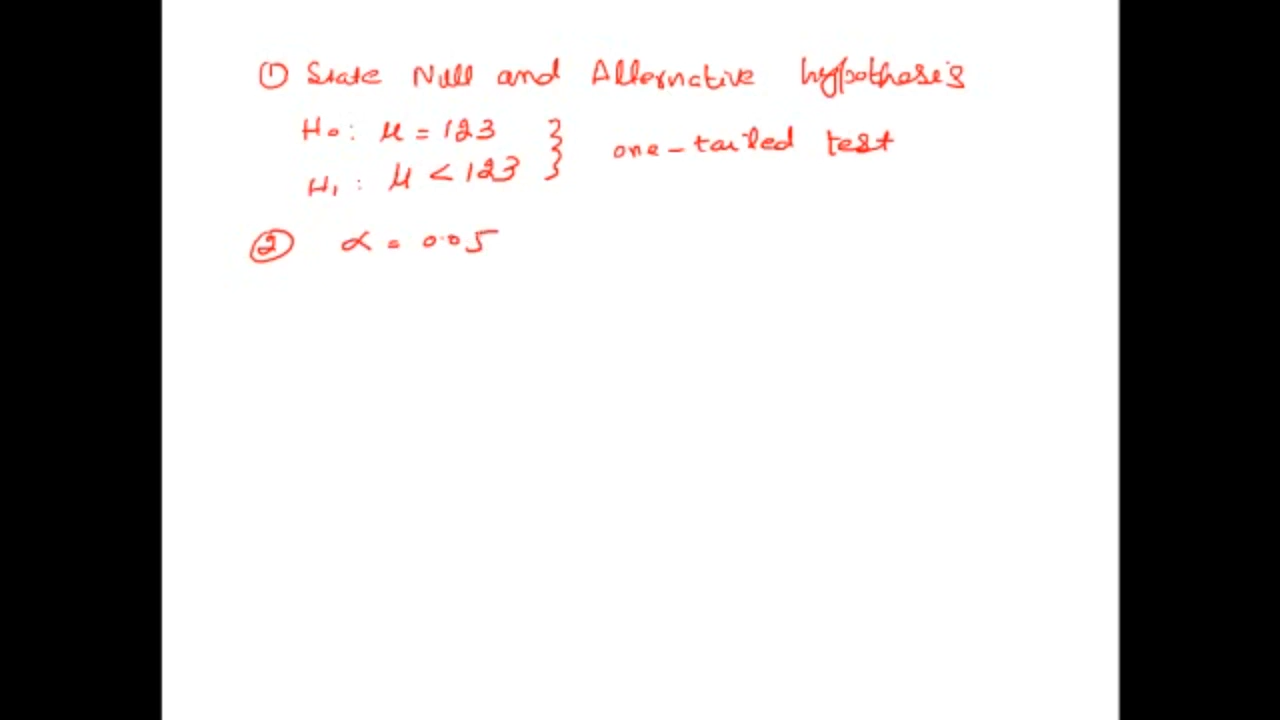 ① State Null and Alternative hypothesis
H₀ : μ = 123 } one-tailed test
H₁ : μ < 123
② α = 0.05